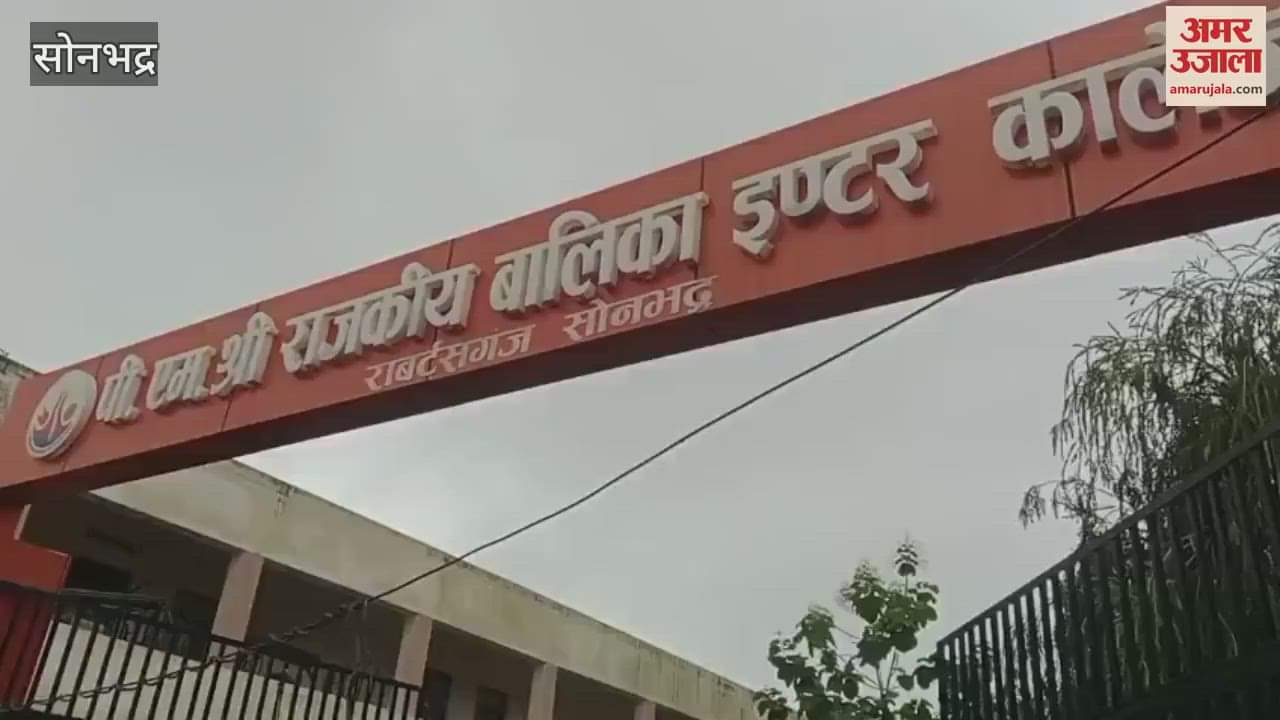 सोनभद्र
अमर
उजाला
amarujala.com
पी. एम. श्री राजकीय बालिका इण्टर
राबर्ट्सगंज सोनभद्र